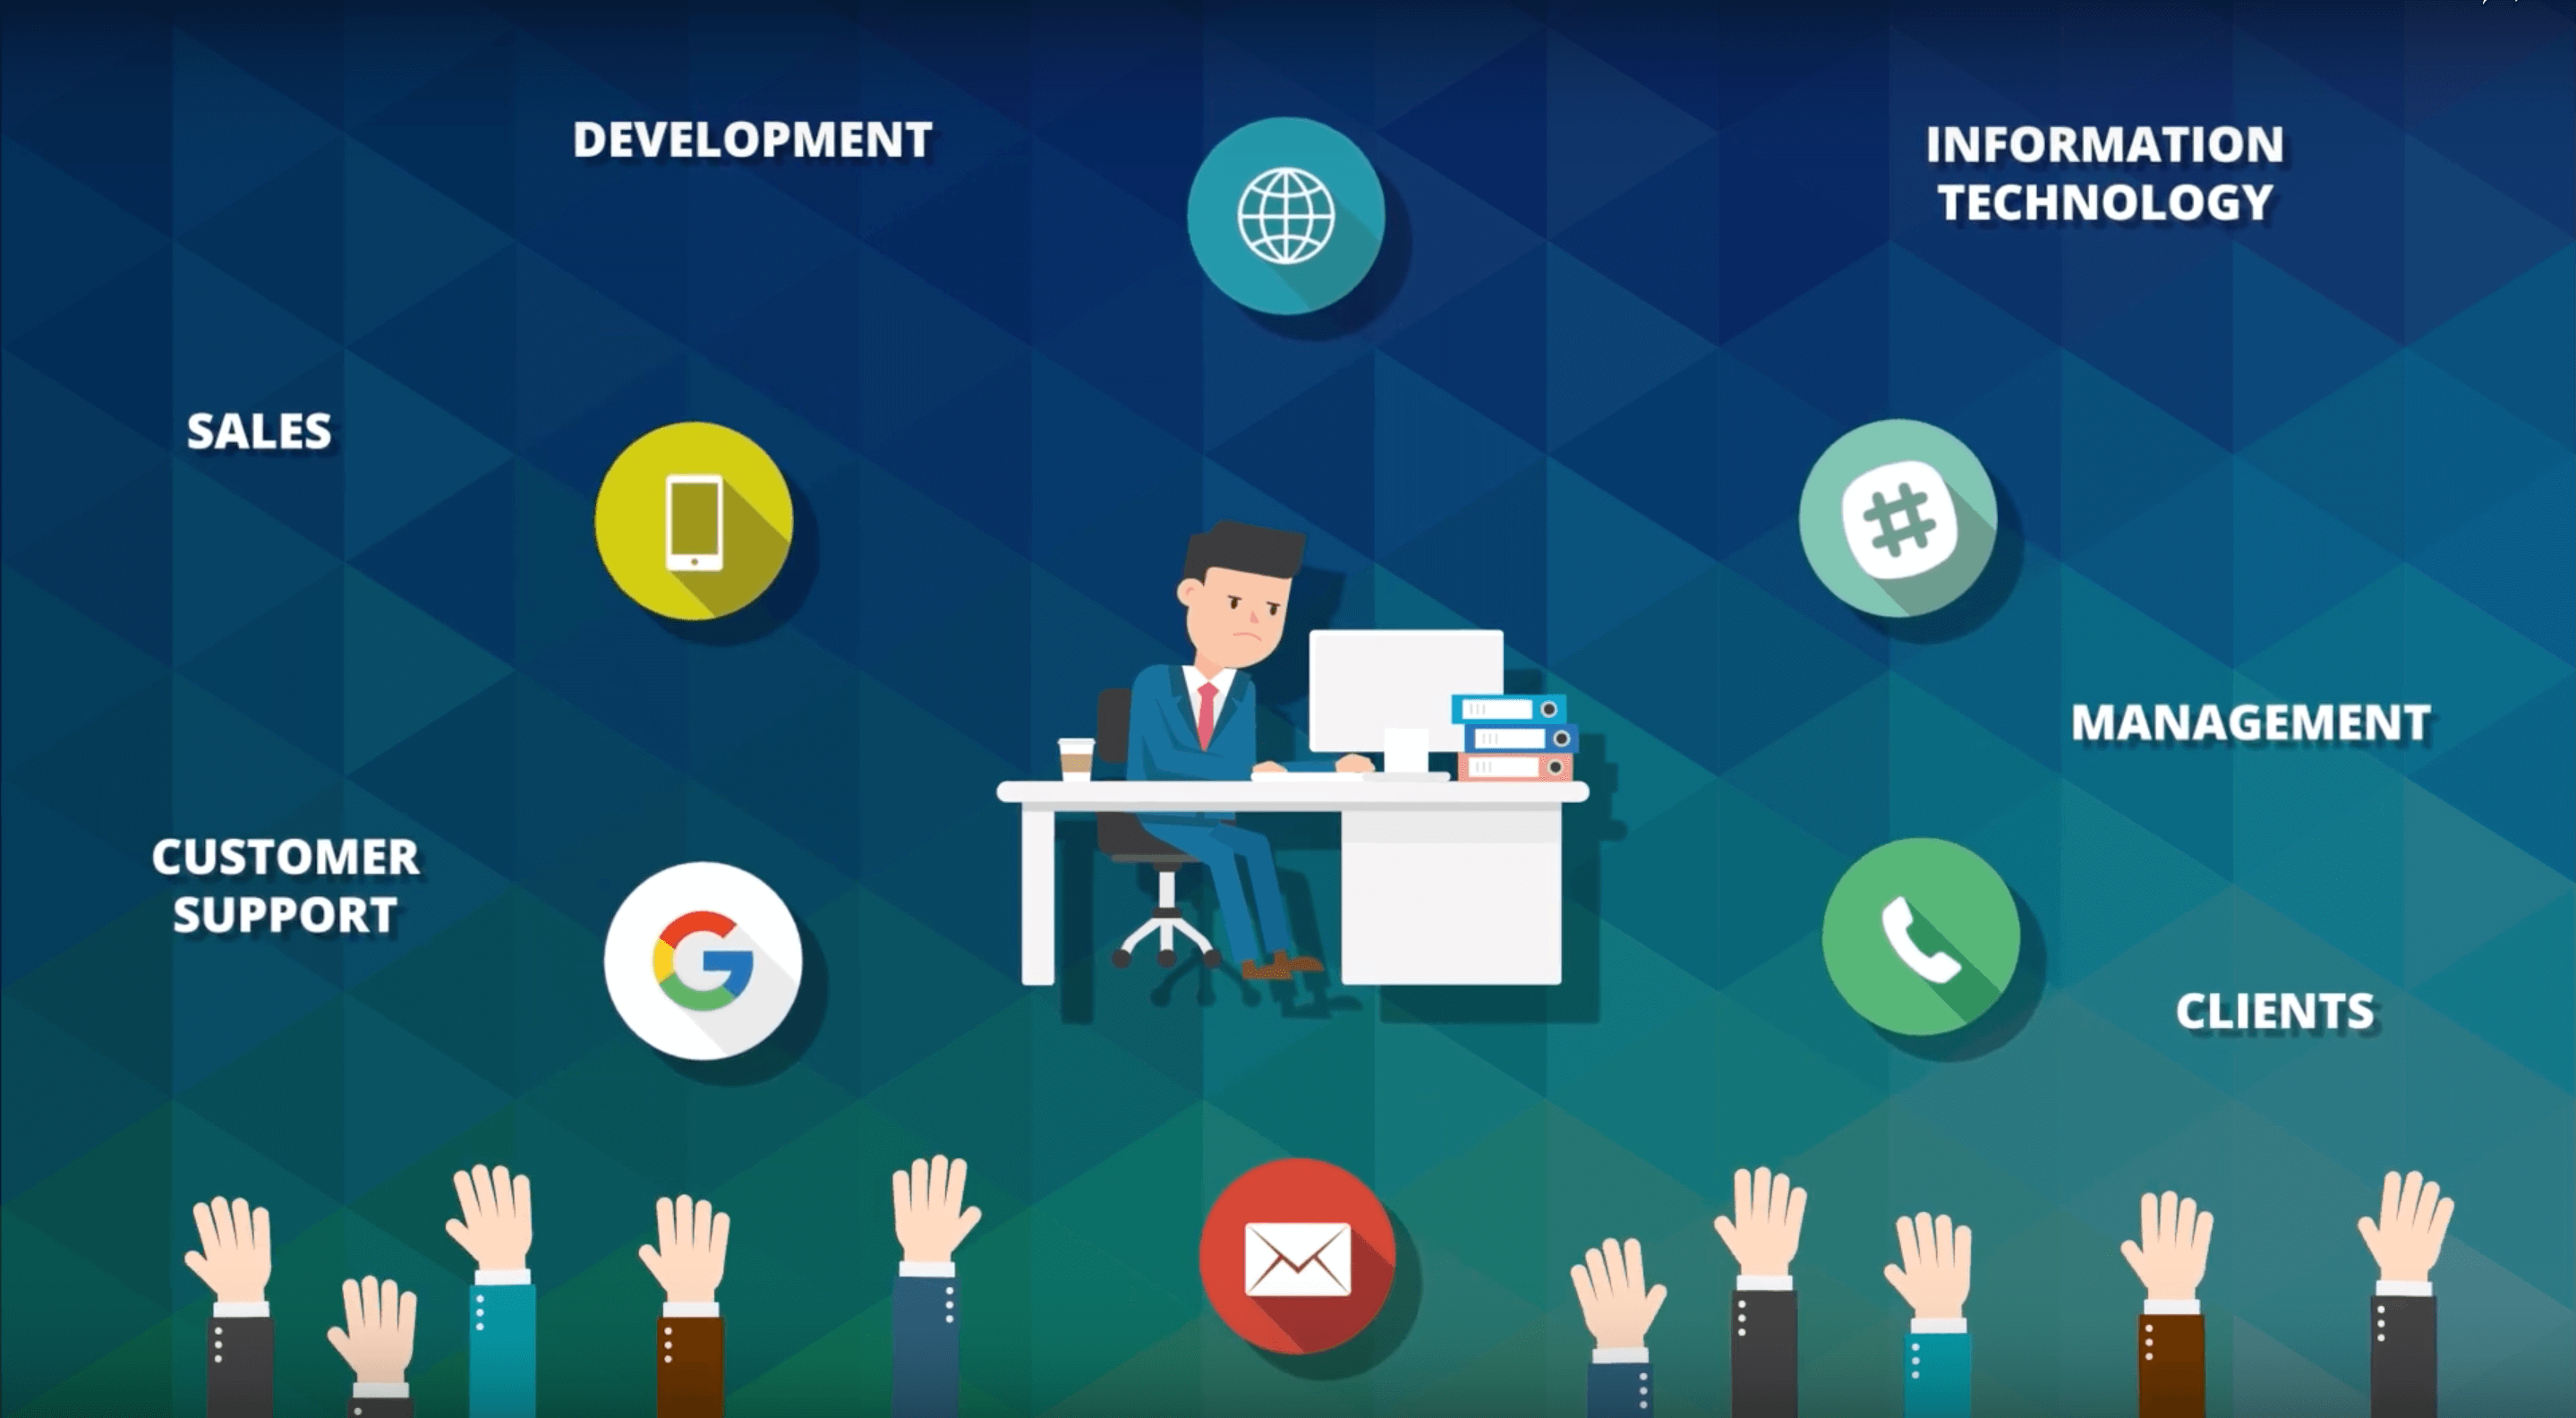 DEVELOPMENT
INFORMATION
TECHNOLOGY
SALES
MANAGEMENT
CUSTOMER
SUPPORT
CLIENTS